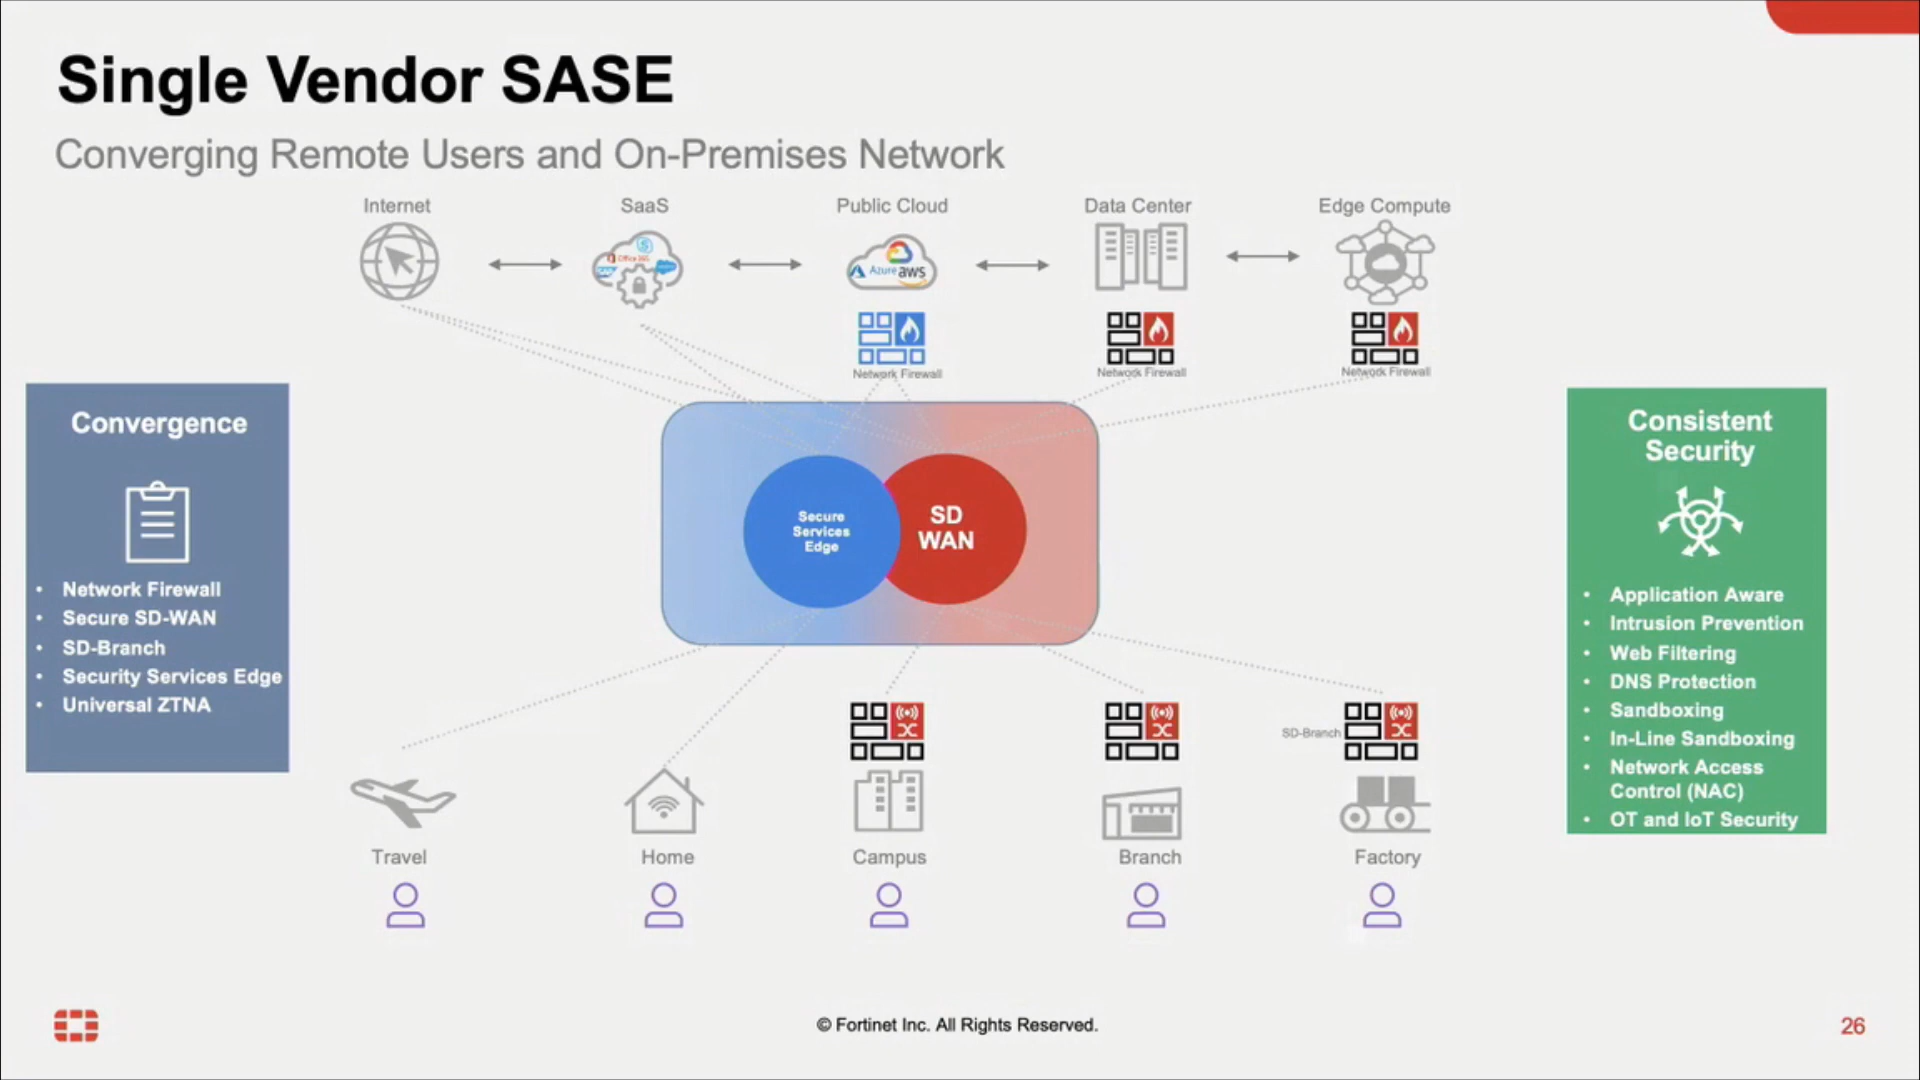 Single Vendor SASE
Converging Remote Users and On-Premises Network
Internet
SaaS
Public Cloud
Data Center
Edge Compute
Office 365
Azure aws
Network Firewall
Network Firewall
Network Firewall
Convergence
• Network Firewall
• Secure SD-WAN
• SD-Branch
• Security Services Edge
• Universal ZTNA
Secure
Services
Edge
SD
WAN
Consistent
Security
• Application Aware
• Intrusion Prevention
• Web Filtering
• DNS Protection
• Sandboxing
• In-Line Sandboxing
• Network Access
Control (NAC)
• OT and IoT Security
SD-Branch
Travel
Home
Campus
Branch
Factory
© Fortinet Inc. All Rights Reserved.
26